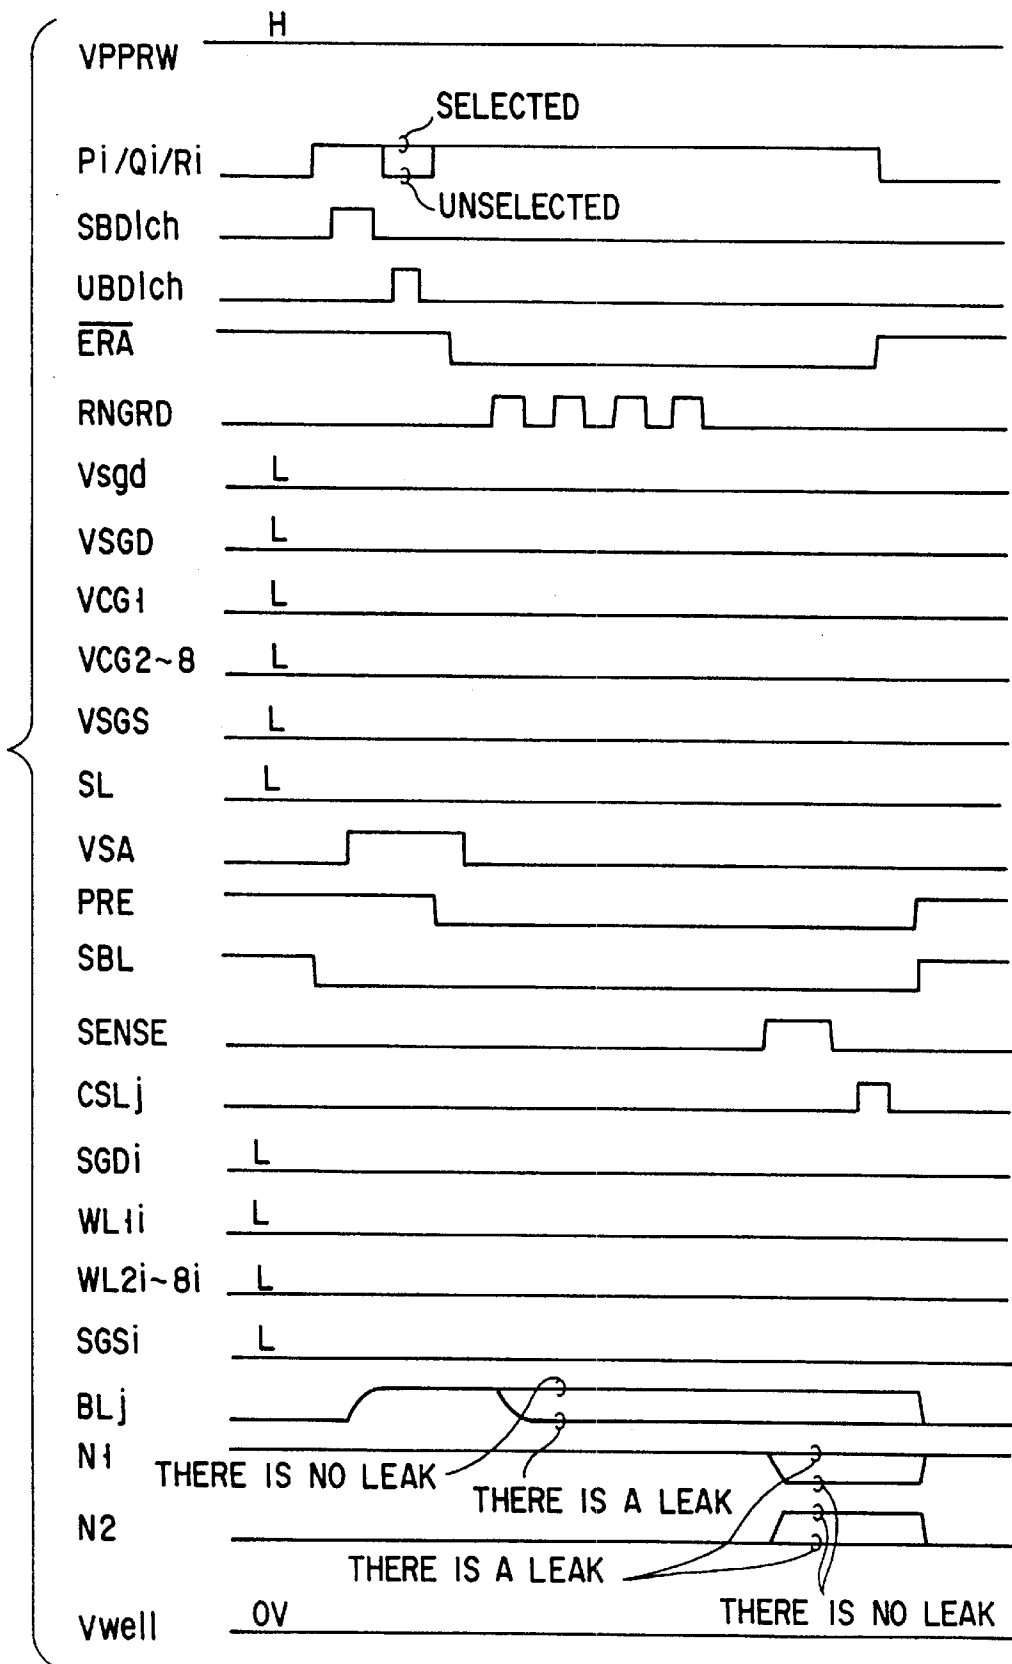 H
VPPRW
SELECTED
Pi/Qi/Ri
UNSELECTED
SBDlch
UBDlch
ERA
RNGRD
Vsgd L
VSGD L
VCG1 L
VCG2~8 L
VSGS L
SL L
VSA
PRE
SBL
SENSE
CSLj
SGDi L
WL1i L
WL2i~8i L
SGSi L
BLj
N1
THERE IS NO LEAK THERE IS A LEAK
N2
THERE IS A LEAK
THERE IS NO LEAK
Vwell 0V